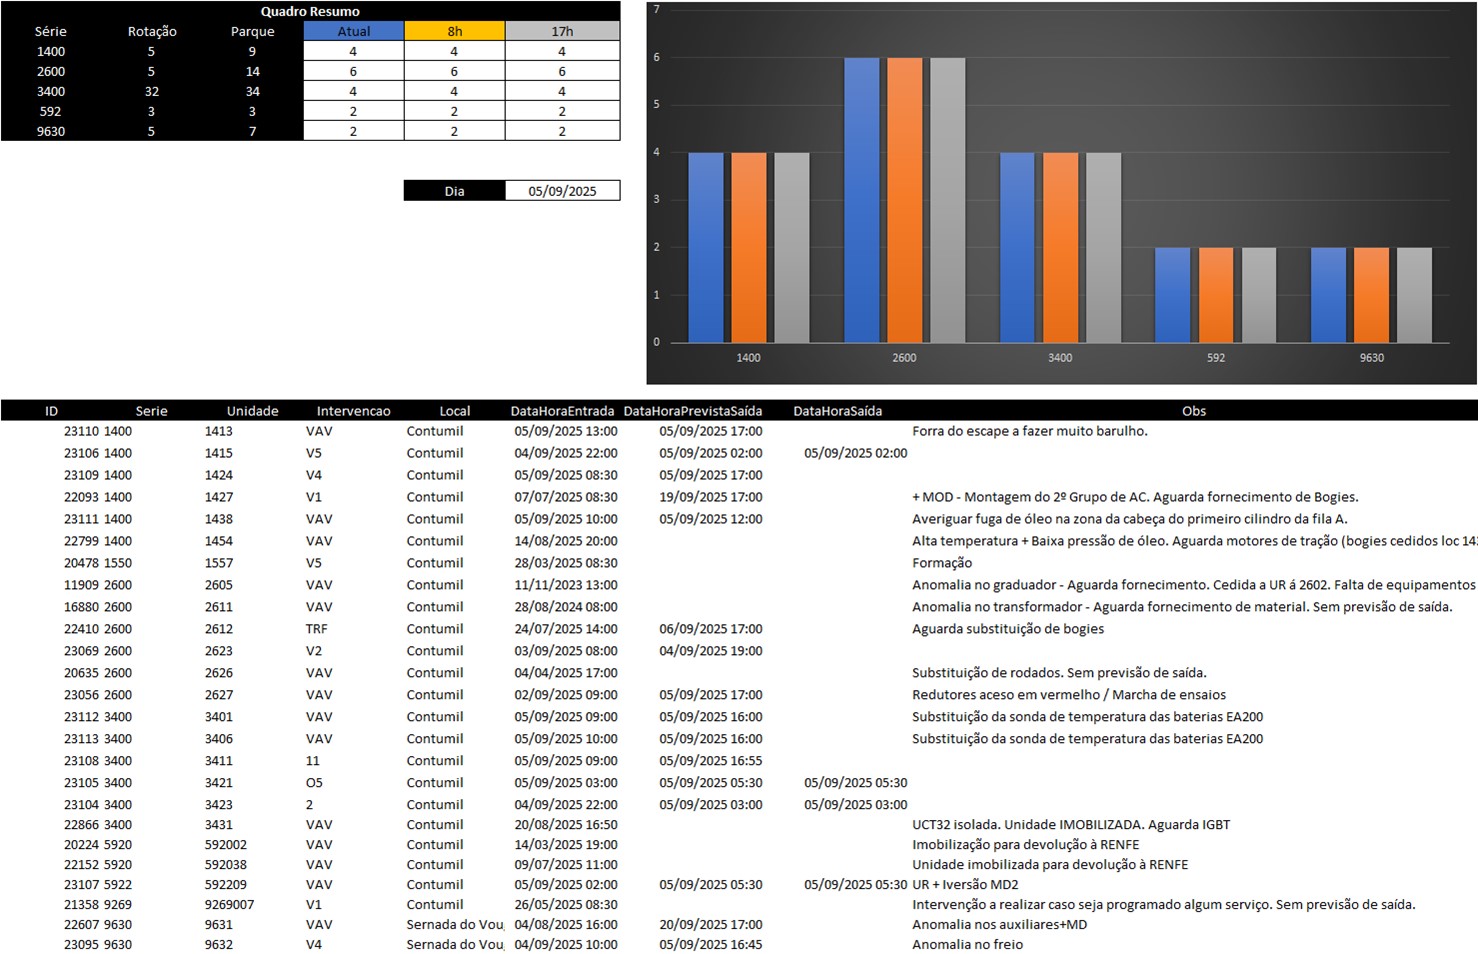 Quadro Resumo
Série Rotação Parque Atual 8h 17h
1400 5 9 4 4 4
2600 5 14 6 6 6
3400 32 34 4 4 4
592 3 3 2 2 2
9630 5 7 2 2 2
Dia 05/09/2025
7
6
5
4
3
2
1
0
1400 2600 3400 592 9630
ID Serie Unidade Intervencao Local DataHoraEntrada DataHoraPrevistaSaída DataHoraSaída Obs
23110 1400 1413 VAV Contumil 05/09/2025 13:00 05/09/2025 17:00 Forra do escape a fazer muito barulho.
23106 1400 1415 V5 Contumil 04/09/2025 22:00 05/09/2025 02:00 05/09/2025 02:00
23109 1400 1424 V4 Contumil 05/09/2025 08:30 05/09/2025 17:00
22093 1400 1427 V1 Contumil 07/07/2025 08:30 19/09/2025 17:00 + MOD - Montagem do 2º Grupo de AC. Aguarda fornecimento de Bogies.
23111 1400 1438 VAV Contumil 05/09/2025 10:00 05/09/2025 12:00 Averiguar fuga de óleo na zona da cabeça do primeiro cilindro da fila A.
22799 1400 1454 VAV Contumil 14/08/2025 20:00 Alta temperatura + Baixa pressão de óleo. Aguarda motores de tração (bogies cedidos loc
20478 1550 1557 V5 Contumil 28/03/2025 08:30 Formação
11909 2600 2605 VAV Contumil 11/11/2023 13:00 Anomalia no graduador - Aguarda fornecimento. Cedida a UR á 2602. Falta de equipamentos
16880 2600 2611 VAV Contumil 28/08/2024 08:00 Anomalia no transformador - Aguarda fornecimento de material. Sem previsão de saída.
22410 2600 2612 TRF Contumil 24/07/2025 14:00 06/09/2025 17:00 Aguarda substituição de bogies
23069 2600 2623 V2 Contumil 03/09/2025 08:00 04/09/2025 19:00
20635 2600 2626 VAV Contumil 04/04/2025 17:00 Substituição de rodados. Sem previsão de saída.
23056 2600 2627 VAV Contumil 02/09/2025 09:00 05/09/2025 17:00 Redutores aceso em vermelho / Marcha de ensaios
23112 3400 3401 VAV Contumil 05/09/2025 09:00 05/09/2025 16:00 Substituição da sonda de temperatura das baterias EA200
23113 3400 3406 VAV Contumil 05/09/2025 10:00 05/09/2025 16:00 Substituição da sonda de temperatura das baterias EA200
23108 3400 3411 11 Contumil 05/09/2025 09:00 05/09/2025 16:55
23105 3400 3421 O5 Contumil 05/09/2025 03:00 05/09/2025 05:30 05/09/2025 05:30
23104 3400 3423 2 Contumil 04/09/2025 22:00 05/09/2025 03:00 05/09/2025 03:00
22866 3400 3431 VAV Contumil 20/08/2025 16:50 UCT32 isolada. Unidade IMOBILIZADA. Aguarda IGBT
20224 5920 592002 VAV Contumil 14/03/2025 19:00 Imobilização para devolução à RENFE
22152 5920 592038 VAV Contumil 09/07/2025 11:00 Unidade imobilizada para devolução à RENFE
23107 5922 592209 VAV Contumil 05/09/2025 02:00 05/09/2025 05:30 05/09/2025 05:30 UR + Iversão MD2
21358 9269 9269007 V1 Contumil 26/05/2025 08:30 Intervenção a realizar caso seja programado algum serviço. Sem previsão de saída.
22607 9630 9631 VAV Sernada do Vou 04/08/2025 16:00 20/09/2025 17:00 Anomalia nos auxiliares+MD
23095 9630 9632 V4 Sernada do Vou 04/09/2025 10:00 05/09/2025 16:45 Anomalia no freio